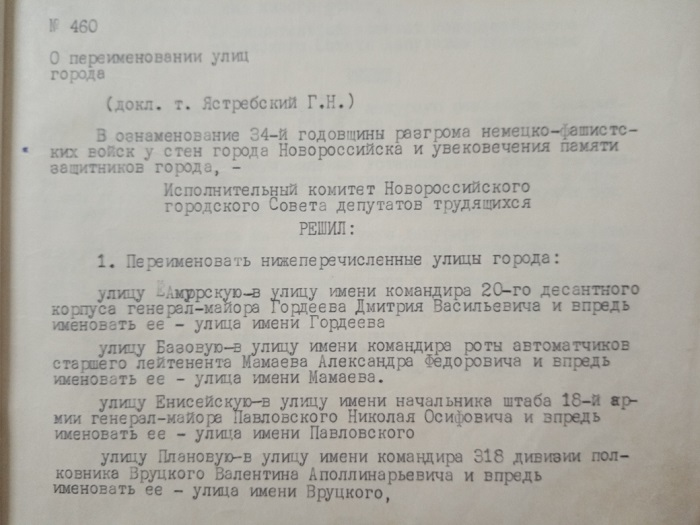 № 460
О переименовании улиц
города
(докл. т. Ястребский Г.Н.)
В ознаменование 34-й годовщины разгрома немецко-фашистс-
ких войск у стен города Новороссийска и увековечения памяти
защитников города, -
Исполнительный комитет Новороссийского
городского Совета депутатов трудящихся
РЕШИЛ:
1. Переименовать нижеперечисленные улицы города:
улицу Амурскую-в улицу имени командира 20-го десантного
корпуса генерал-майора Гордеева Дмитрия Васильевича и впредь
именовать ее - улица имени Гордеева
улицу Базовую-в улицу имени командира роты автоматчиков
старшего лейтенента Мамаева Александра Федоровича и впредь
именовать ее - улица имени Мамаева.
улицу Енисейскую-в улицу имени начальника штаба 18-й ар-
мии генерал-майора Павловского Николая Осифовича и впредь
именовать ее - улица имени Павловского
улицу Плановую-в улицу имени командира 318 дивизии пол-
ковника Вруцкого Валентина Аполлинарьевича и впредь
именовать ее - улица имени Вруцкого,